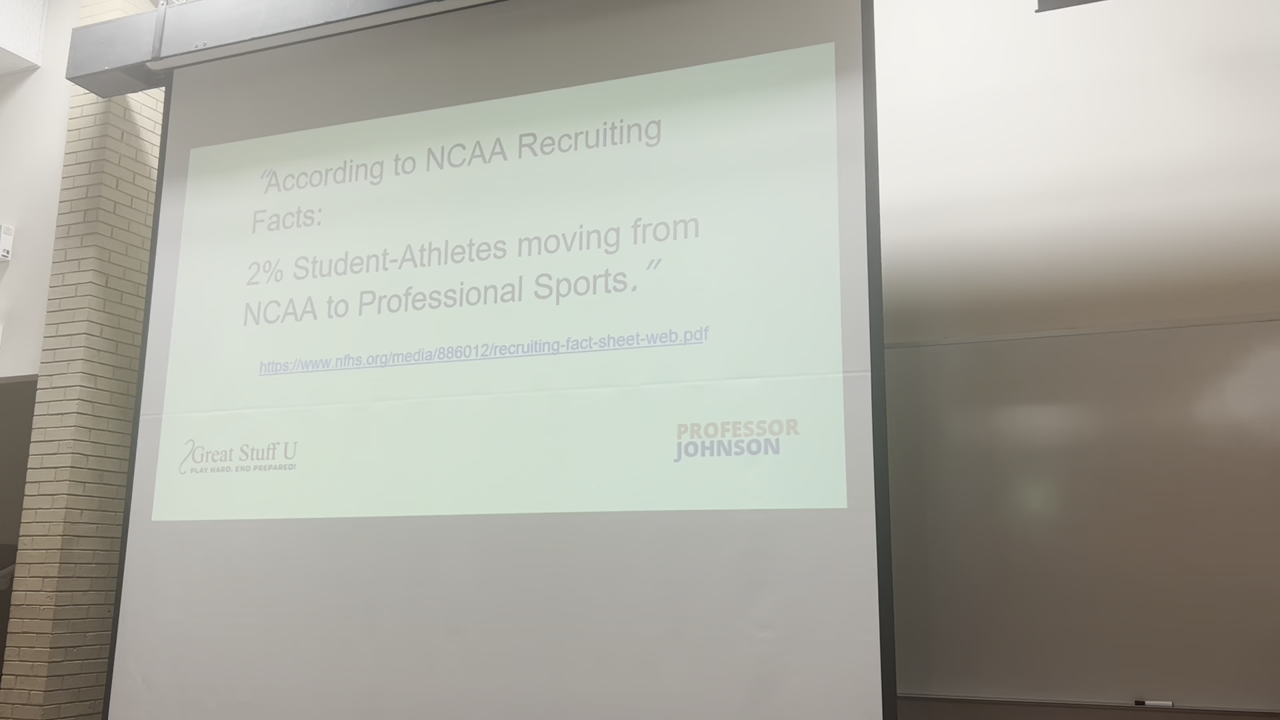 “According to NCAA Recruiting
Facts:
2% Student-Athletes moving from
NCAA to Professional Sports.”
https://www.nfhs.org/media/886012/recruiting-fact-sheet-web.pdf
Great Stuff U
PLAY HARD. END PREPARED!
PROFESSOR
JOHNSON